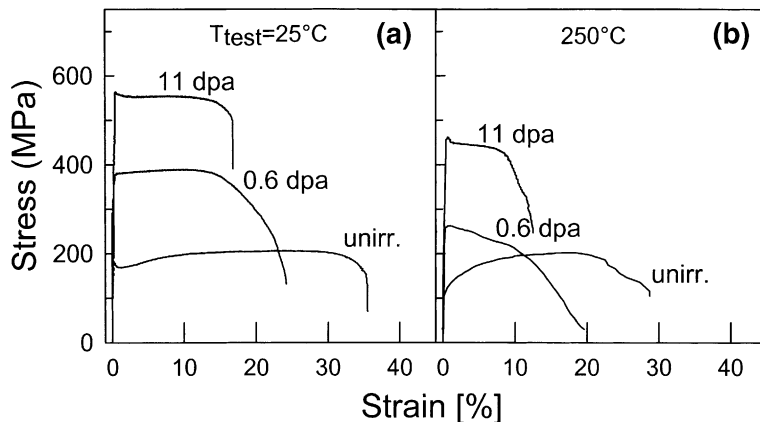 Ttest=25°C
(a)
250°C
(b)
600
400
200
0
Stress (MPa)
11 dpa
0.6 dpa
unirr.
11 dpa
0.6 dpa
unirr.
0 10 20 30 40
0 10 20 30 40
Strain [%]